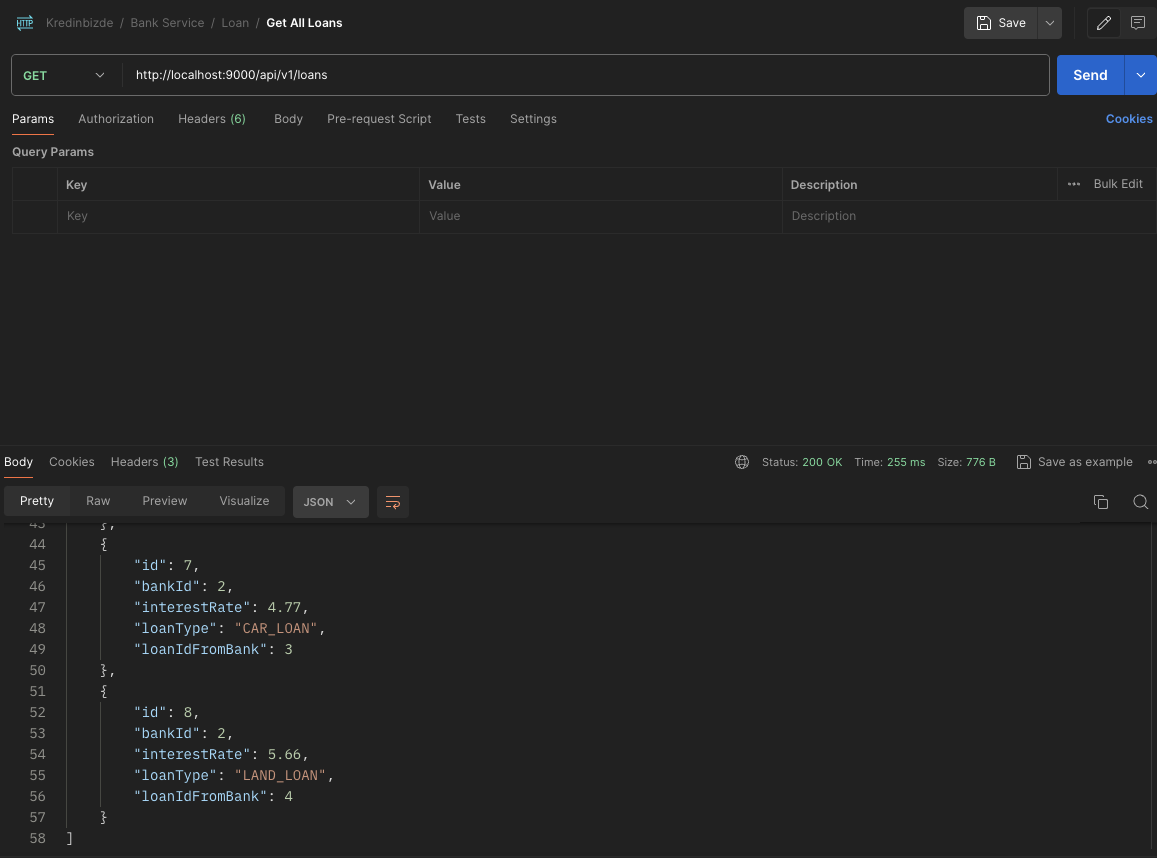 HTTP Kredinbizde / Bank Service / Loan / Get All Loans Save
GET http://localhost:9000/api/v1/loans Send
Params Authorization Headers (6) Body Pre-request Script Tests Settings Cookies
Query Params
Key Value Description ••• Bulk Edit
Key Value Description
Body Cookies Headers (3) Test Results Status: 200 OK Time: 255 ms Size: 776 B Save as example
Pretty Raw Preview Visualize JSON
43 },
44 {
45 "id": 7,
46 "bankId": 2,
47 "interestRate": 4.77,
48 "loanType": "CAR_LOAN",
49 "loanIdFromBank": 3
50 },
51 {
52 "id": 8,
53 "bankId": 2,
54 "interestRate": 5.66,
55 "loanType": "LAND_LOAN",
56 "loanIdFromBank": 4
57 }
58 ]